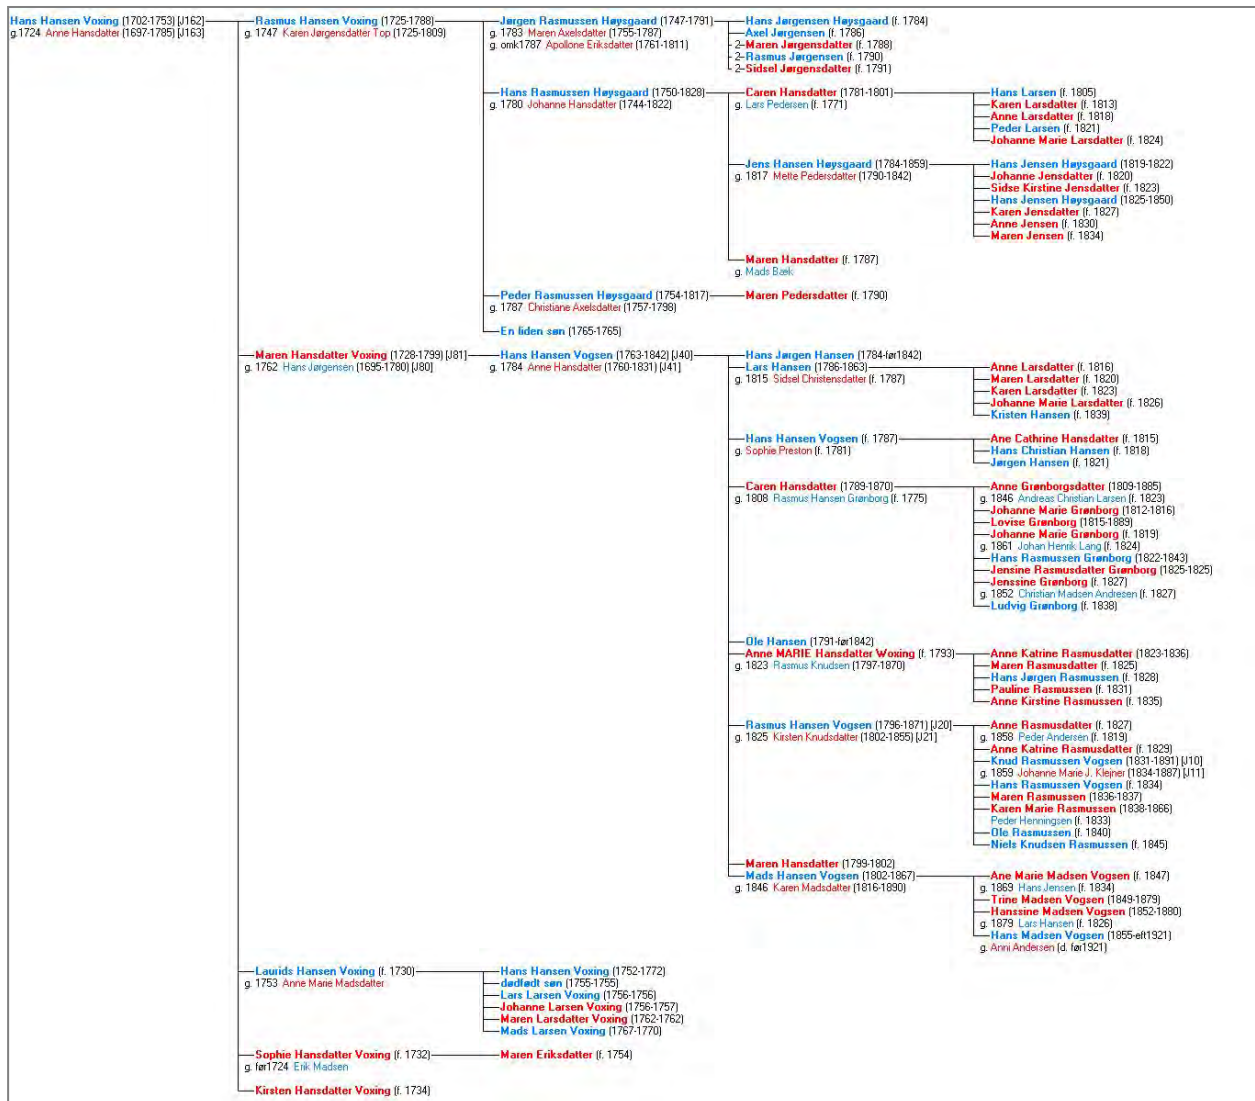 Hans Hansen Voxing (1702-1753) [J162]
g.1724 Anne Hansdatter (1697-1785) [J163]
Rasmus Hansen Voxing (1725-1788)
g. 1747 Karen Jørgensdatter Top (1725-1809)
Jørgen Rasmussen Høysgaard (1747-1791)
g. 1783 Maren Axelsdatter (1755-1787)
g. omk1787 Apollone Eriksdatter (1761-1811)
Hans Jørgensen Høysgaard (f. 1784)
Axel Jørgensen (f. 1786)
2- Maren Jørgensdatter (f. 1788)
2- Rasmus Jørgensen (f. 1790)
2- Sidsel Jørgensdatter (f. 1791)
Hans Rasmussen Høysgaard (1750-1828)
g. 1780 Johanne Hansdatter (1744-1822)
Caren Hansdatter (1781-1801)
g. Lars Pedersen (f. 1771)
Hans Larsen (f. 1805)
Karen Larsdatter (f. 1813)
Anne Larsdatter (f. 1818)
Peder Larsen (f. 1821)
Johanne Marie Larsdatter (f. 1824)
Jens Hansen Høysgaard (1784-1859)
g. 1817 Mette Pedersdatter (1790-1842)
Hans Jensen Høysgaard (1819-1822)
Johanne Jensdatter (f. 1820)
Sidse Kirstine Jensdatter (f. 1823)
Hans Jensen Høysgaard (1825-1850)
Karen Jensdatter (f. 1827)
Anne Jensen (f. 1830)
Maren Jensen (f. 1834)
Maren Hansdatter (f. 1787)
g. Mads Bæk
Peder Rasmussen Høysgaard (1754-1817)
g. 1787 Christiane Axelsdatter (1757-1798)
Maren Pedersdatter (f. 1790)
En liden søn (1765-1765)
Maren Hansdatter Voxing (1728-1799) [J81]
g. 1762 Hans Jørgensen (1695-1780) [J80]
Hans Hansen Vogsen (1763-1842) [J40]
g. 1784 Anne Hansdatter (1760-1831) [J41]
Hans Jørgen Hansen (1784-før1842)
Lars Hansen (1786-1863)
g. 1815 Sidsel Christensdatter (f. 1787)
Anne Larsdatter (f. 1816)
Maren Larsdatter (f. 1820)
Karen Larsdatter (f. 1823)
Johanne Marie Larsdatter (f. 1826)
Kristen Hansen (f. 1839)
Hans Hansen Vogsen (f. 1787)
g. Sophie Preston (f. 1781)
Ane Cathrine Hansdatter (f. 1815)
Hans Christian Hansen (f. 1818)
Jørgen Hansen (f. 1821)
Caren Hansdatter (1789-1870)
g. 1808 Rasmus Hansen Grønborg (f. 1775)
Anne Grønborgsdatter (1809-1885)
g. 1846 Andreas Christian Larsen (f. 1823)
Johanne Marie Grønborg (1812-1816)
Lovise Grønborg (1815-1889)
Johanne Marie Grønborg (f. 1819)
g. 1861 Johan Henrik Lang (f. 1824)
Hans Rasmussen Grønborg (1822-1843)
Jensine Rasmusdatter Grønborg (1825-1825)
Jenssine Grønborg (f. 1827)
g. 1852 Christian Madsen Andresen (f. 1827)
Ludvig Grønborg (f. 1838)
Ole Hansen (1791-før1842)
Anne MARIE Hansdatter Woxing (f. 1793)
g. 1823 Rasmus Knudsen (1797-1870)
Anne Katrine Rasmusdatter (1823-1836)
Maren Rasmusdatter (f. 1825)
Hans Jørgen Rasmussen (f. 1828)
Pauline Rasmussen (f. 1831)
Anne Kirstine Rasmussen (f. 1835)
Rasmus Hansen Vogsen (1796-1871) [J20]
g. 1825 Kirsten Knudsdatter (1802-1855) [J21]
Anne Rasmusdatter (f. 1827)
g. 1858 Peder Andersen (f. 1819)
Anne Katrine Rasmusdatter (f. 1829)
Knud Rasmussen Vogsen (1831-1891) [J10]
g. 1859 Johanne Marie J. Klejner (1834-1887) [J11]
Hans Rasmussen Vogsen (f. 1834)
Maren Rasmussen (1836-1837)
Karen Marie Rasmussen (1838-1866)
Peder Henningsen (f. 1833)
Ole Rasmussen (f. 1840)
Niels Knudsen Rasmussen (f. 1845)
Maren Hansdatter (1799-1802)
Mads Hansen Vogsen (1802-1867)
g. 1846 Karen Madsdatter (1816-1890)
Ane Marie Madsen Vogsen (f. 1847)
g. 1869 Hans Jensen (f. 1834)
Trine Madsen Vogsen (1849-1879)
Hanssine Madsen Vogsen (1852-1880)
g. 1879 Lars Hansen (f. 1826)
Hans Madsen Vogsen (1855-eft1921)
g. Anni Andersen (d. før1921)
Laurids Hansen Voxing (f. 1730)
g. 1753 Anne Marie Madsdatter
Hans Hansen Voxing (1752-1772)
dødfødt søn (1755-1755)
Lars Larsen Voxing (1756-1756)
Johanne Larsen Voxing (1756-1757)
Maren Larsdatter Voxing (1762-1762)
Mads Larsen Voxing (1767-1770)
Sophie Hansdatter Voxing (f. 1732)
g. før1724 Erik Madsen
Maren Eriksdatter (f. 1754)
Kirsten Hansdatter Voxing (f. 1734)